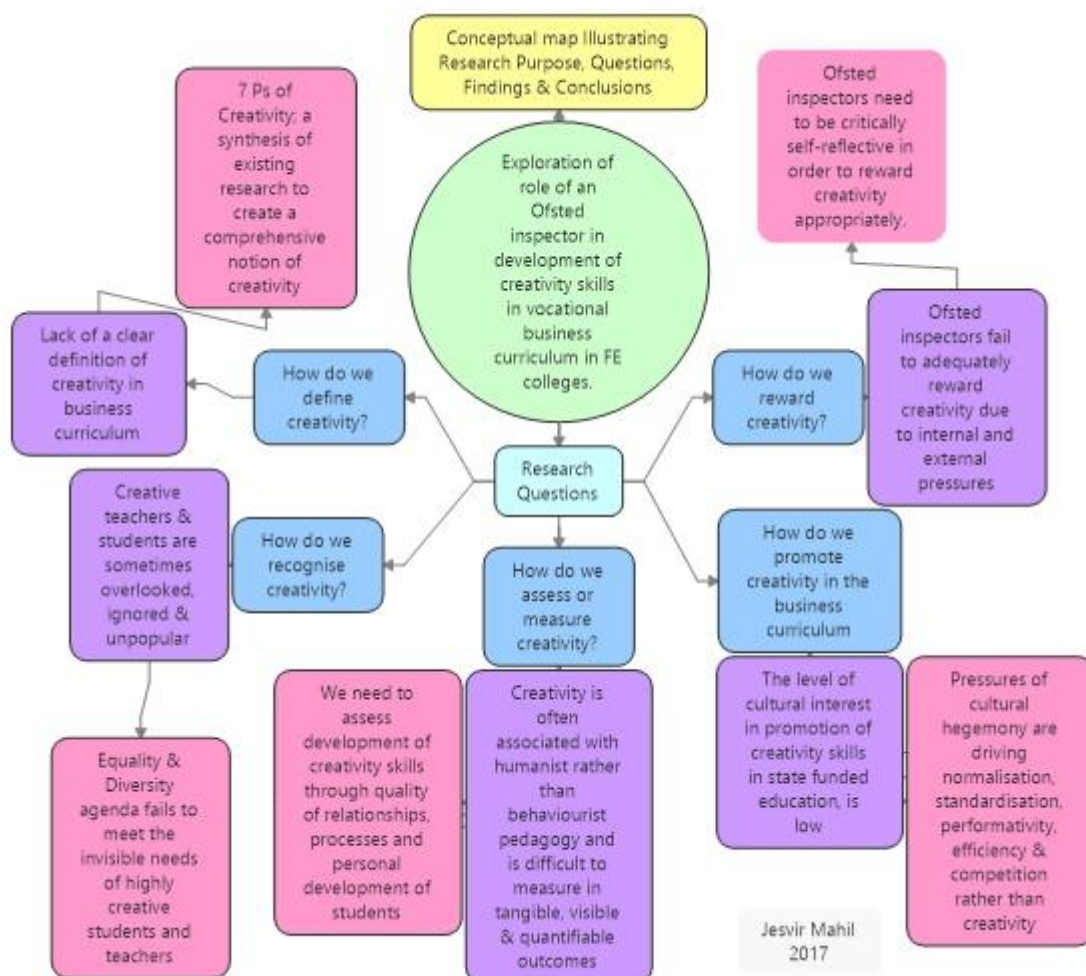 Conceptual map Illustrating
Research Purpose, Questions,
Findings & Conclusions
7 Ps of
Creativity; a
synthesis of
existing
research to
create a
comprehensive
notion of
creativity
Exploration of
role of an
Ofsted
inspector in
development of
creativity skills
in vocational
business
curriculum in FE
colleges.
Ofsted
inspectors need
to be critically
self-reflective in
order to reward
creativity
appropriately.
Lack of a clear
definition of
creativity in
business
curriculum
How do we
define
creativity?
How do we
reward
creativity?
Ofsted
inspectors fail
to adequately
reward
creativity due
to internal and
external
pressures
Research
Questions
Creative
teachers &
students are
sometimes
overlooked,
ignored &
unpopular
How do we
recognise
creativity?
How do we
assess or
measure
creativity?
How do we
promote
creativity in the
business
curriculum
Equality &
Diversity
agenda fails to
meet the
invisible needs
of highly
creative
students and
teachers
We need to
assess
development of
creativity skills
through quality
of relationships,
processes and
personal
development of
students
Creativity is
often
associated with
humanist rather
than
behaviourist
pedagogy and
is difficult to
measure in
tangible, visible
& quantifiable
outcomes
The level of
cultural interest
in promotion of
creativity skills
in state funded
education, is
low
Pressures of
cultural
hegemony are
driving
normalisation,
standardisation,
performativity,
efficiency &
competition
rather than
creativity
Jesvir Mahil
2017